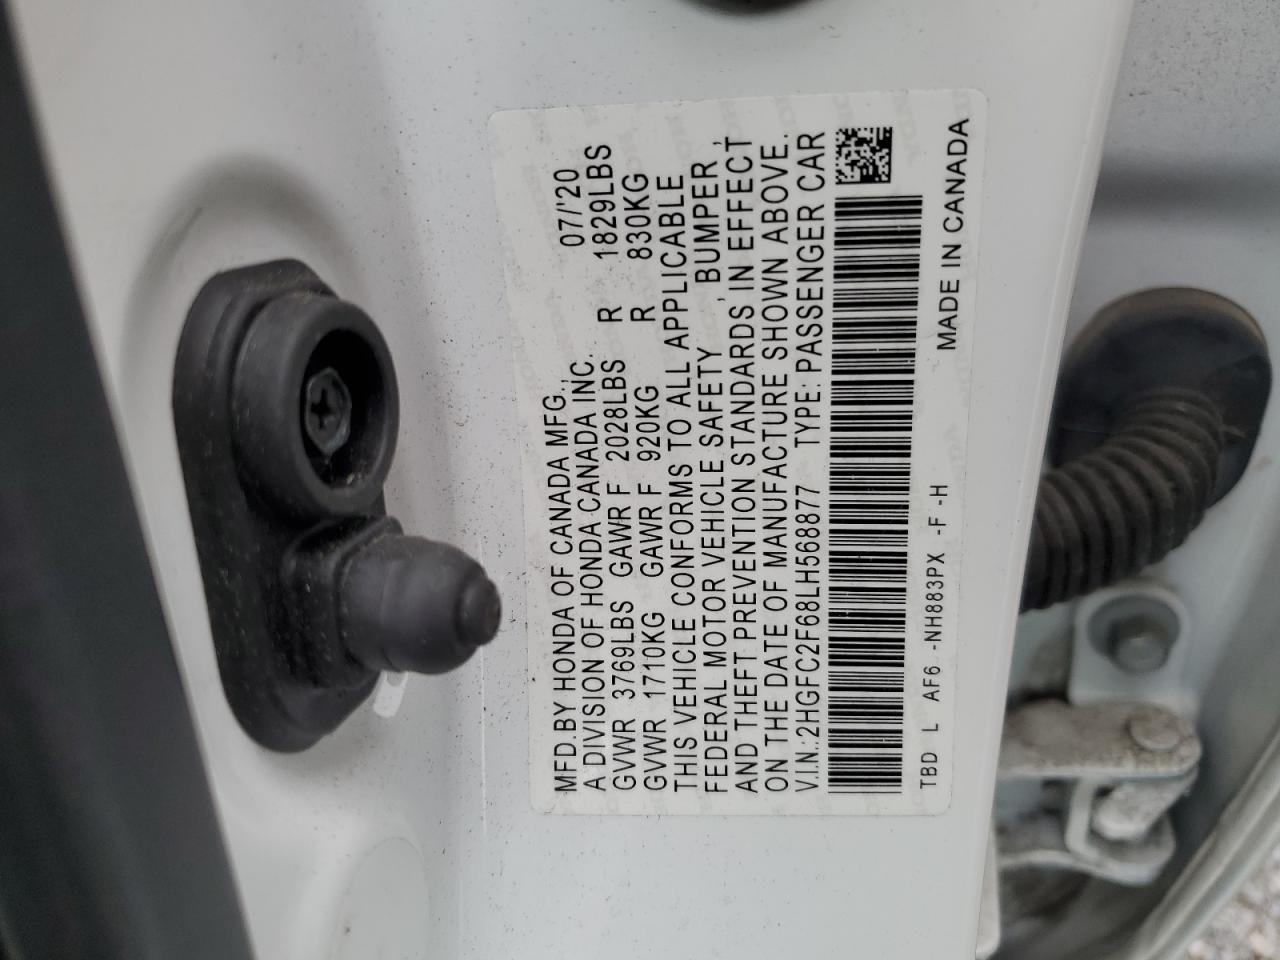 MFD.BY HONDA OF CANADA MFG., 07/'20
A DIVISION OF HONDA CANADA INC.
GVWR 3769LBS GAWR F 2028LBS R 1829LBS
GVWR 1710KG GAWR F 920KG R 830KG
THIS VEHICLE CONFORMS TO ALL APPLICABLE
FEDERAL MOTOR VEHICLE SAFETY, BUMPER,
AND THEFT PREVENTION STANDARDS IN EFFECT
ON THE DATE OF MANUFACTURE SHOWN ABOVE.
V.I.N.:2HGFC2F68LH568877 TYPE: PASSENGER CAR
TBD L AF6 -NH883PX -F -H
MADE IN CANADA